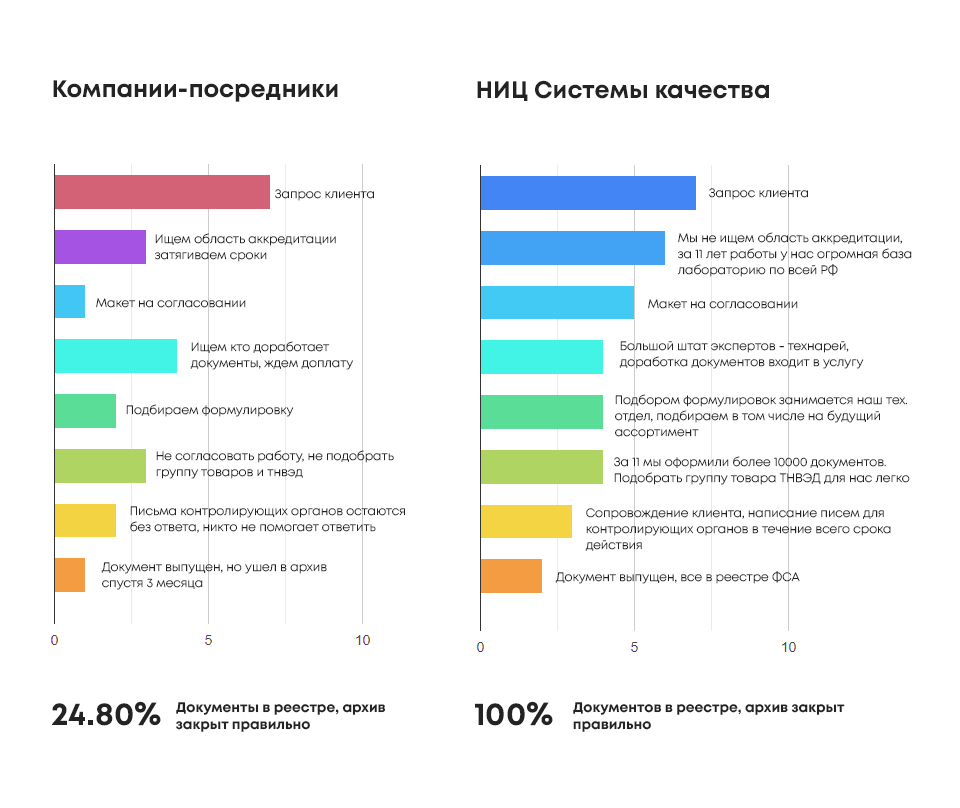 Компании-посредники
Запрос клиента
Ищем область аккредитации
затягиваем сроки
Макет на согласовании
Ищем кто доработает
документы, ждем доплату
Подбираем формулировку
Не согласовать работу, не подобрать
группу товаров и тнвэд
Письма контролирующих органов остаются
без ответа, никто не помогает ответить
Документ выпущен, но ушел в архив
спустя 3 месяца
0 5 10
24.80%
Документы в реестре, архив
закрыт правильно
НИЦ Системы качества
Запрос клиента
Мы не ищем область аккредитации,
за 11 лет работы у нас огромная база
лабораторию по всей РФ
Макет на согласовании
Большой штат экспертов - технарей,
доработка документов входит в услугу
Подбором формулировок занимается наш тех.
отдел, подбираем в том числе на будущий
ассортимент
За 11 мы оформили более 10000 документов.
Подобрать группу товара ТНВЭД для нас легко
Сопровождение клиента, написание писем для
контролирующих органов в течение всего срока
действия
Документ выпущен, все в реестре ФСА
0 5 10
100%
Документов в реестре, архив закрыт
правильно